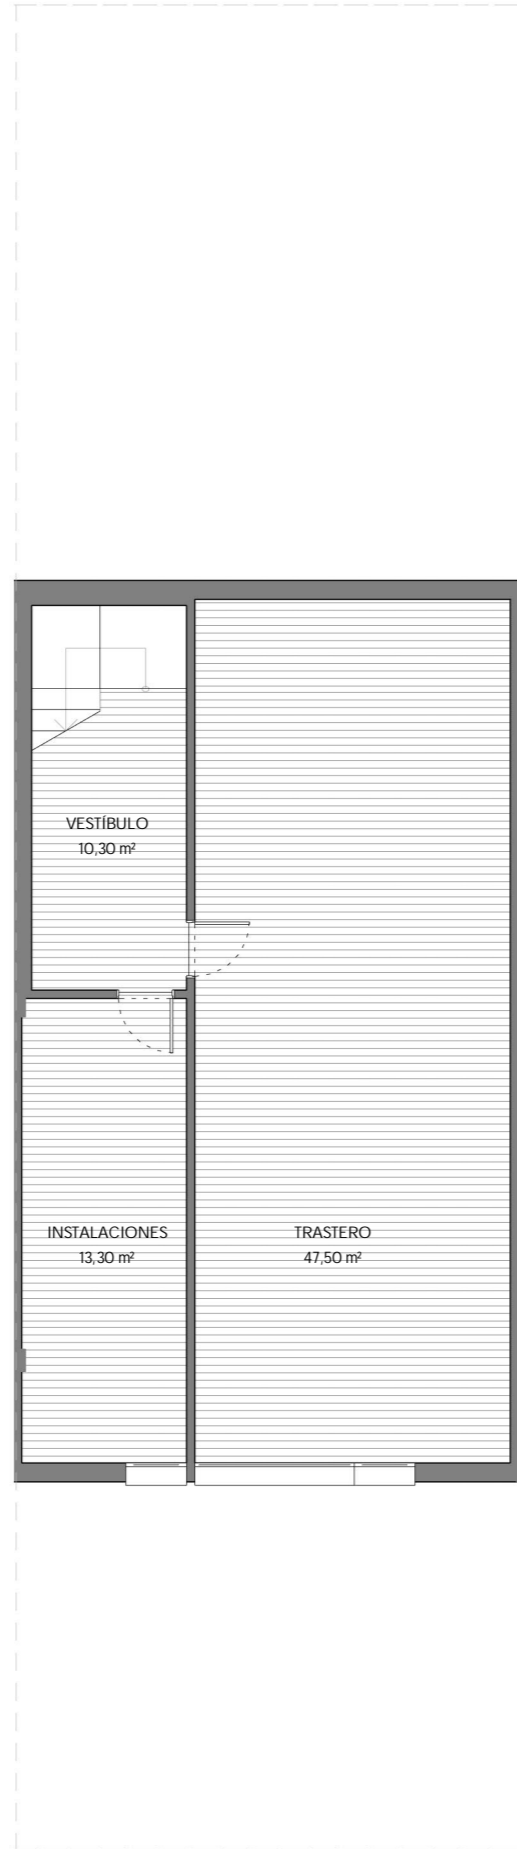 VESTÍBULO
10,30 m²
INSTALACIONES
13,30 m²
TRASTERO
47,50 m²